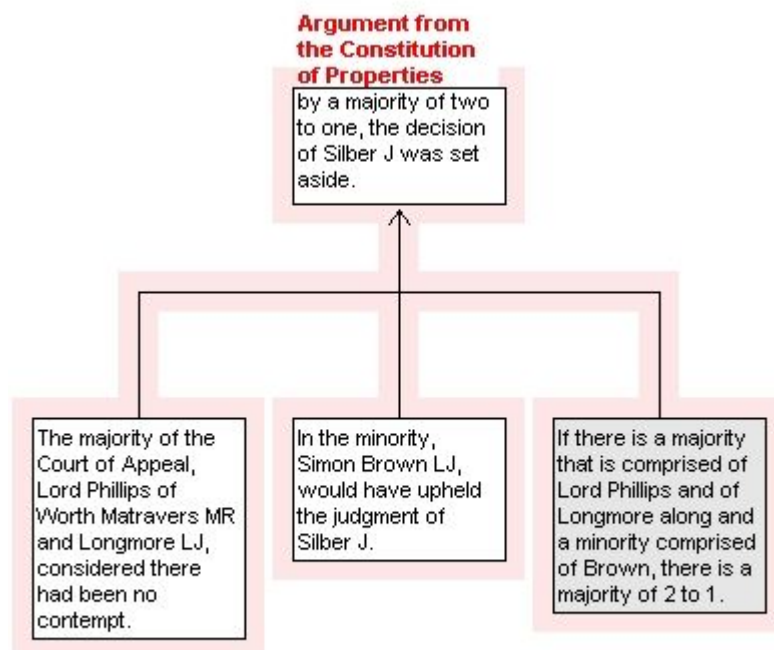 Argument from
the Constitution
of Properties
by a majority of two
to one, the decision
of Silber J was set
aside.
The majority of the
Court of Appeal,
Lord Phillips of
Worth Matravers MR
and Longmore LJ,
considered there
had been no
contempt.
In the minority,
Simon Brown LJ,
would have upheld
the judgment of
Silber J.
If there is a majority
that is comprised of
Lord Phillips and of
Longmore along and
a minority comprised
of Brown, there is a
majority of 2 to 1.